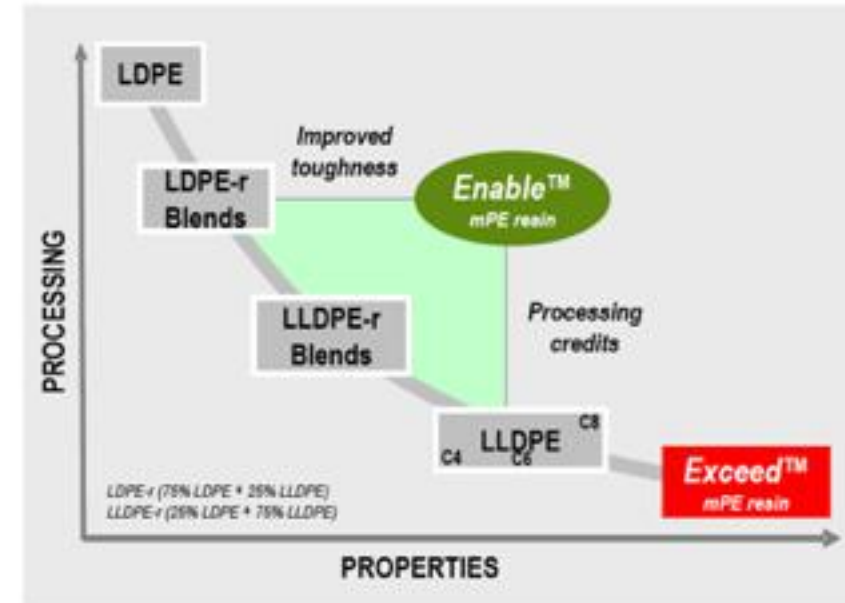 LDPE
Improved
toughness
LDPE-r
Blends
Enable™
mPE resin
LLDPE-r
Blends
Processing
credits
PROCESSING
C4 LLDPE C8
C6
Exceed™
mPE resin
LDPE-r (75% LDPE + 25% LLDPE)
LLDPE-r (25% LDPE + 75% LLDPE)
PROPERTIES